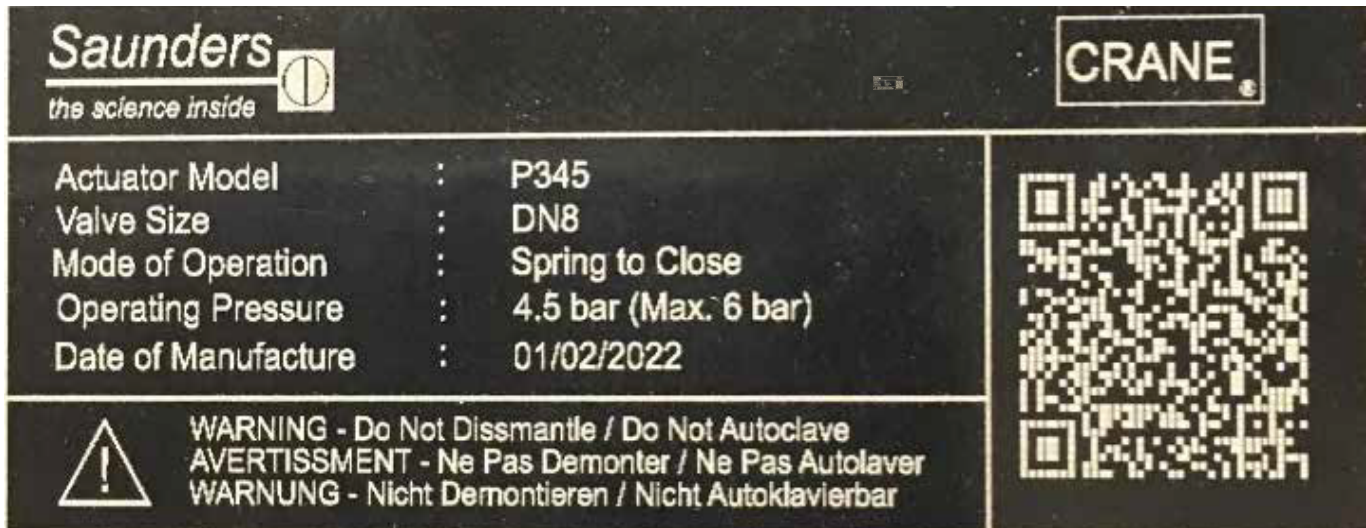 Saunders
the science inside
CRANE®
Actuator Model : P345
Valve Size : DN8
Mode of Operation : Spring to Close
Operating Pressure : 4.5 bar (Max. 6 bar)
Date of Manufacture : 01/02/2022
WARNING - Do Not Dissmantle / Do Not Autoclave
AVERTISSMENT - Ne Pas Demonter / Ne Pas Autolaver
WARNUNG - Nicht Demontieren / Nicht Autoklavierbar